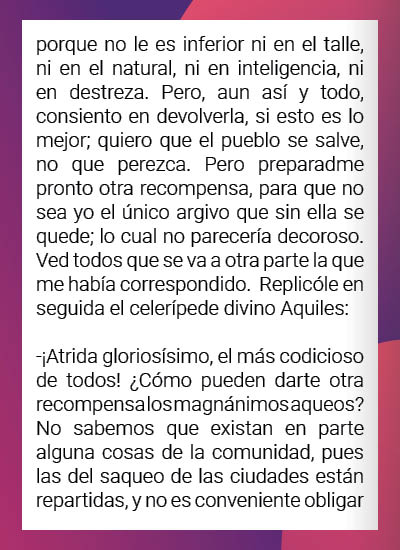 porque no le es inferior ni en el talle,
ni en el natural, ni en inteligencia, ni
en destreza. Pero, aun así y todo,
consiento en devolverla, si esto es lo
mejor; quiero que el pueblo se salve,
no que perezca. Pero preparadme
pronto otra recompensa, para que no
sea yo el único argivo que sin ella se
quede; lo cual no parecería decoroso.
Ved todos que se va a otra parte la que
me había correspondido. Replicóle en
seguida el celerípede divino Aquiles:

-¡Atrida gloriosísimo, el más codicioso
de todos! ¿Cómo pueden darte otra
recompensa los magnánimos aqueos?
No sabemos que existan en parte
alguna cosas de la comunidad, pues
las del saqueo de las ciudades están
repartidas, y no es conveniente obligar